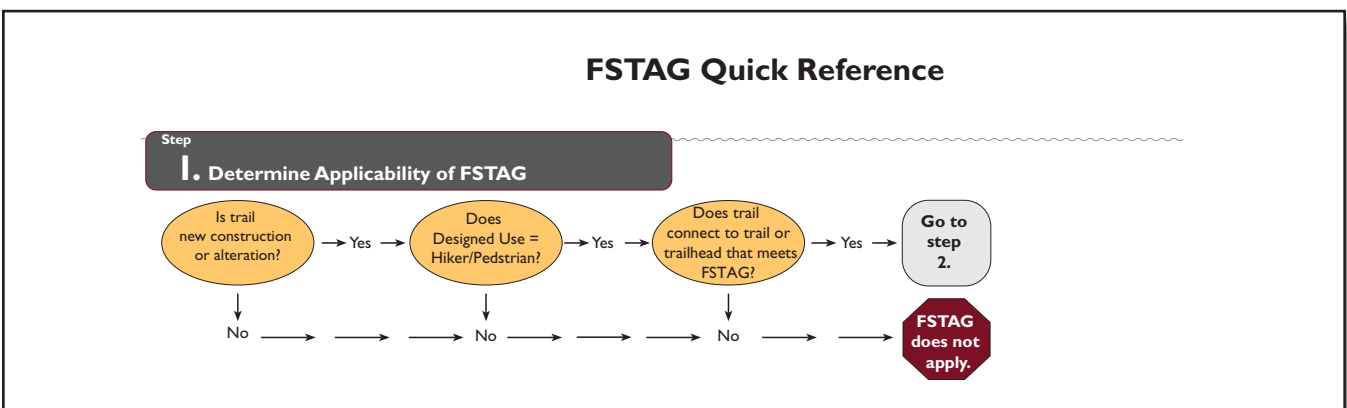 FSTAG Quick Reference
Step
1. Determine Applicability of FSTAG
Is trail
new construction
or alteration?
Yes
Does
Designed Use =
Hiker/Pedstrian?
Yes
Does trail
connect to trail or
trailhead that meets
FSTAG?
Yes
Go to
step
2.
No
No
No
FSTAG
does not
apply.